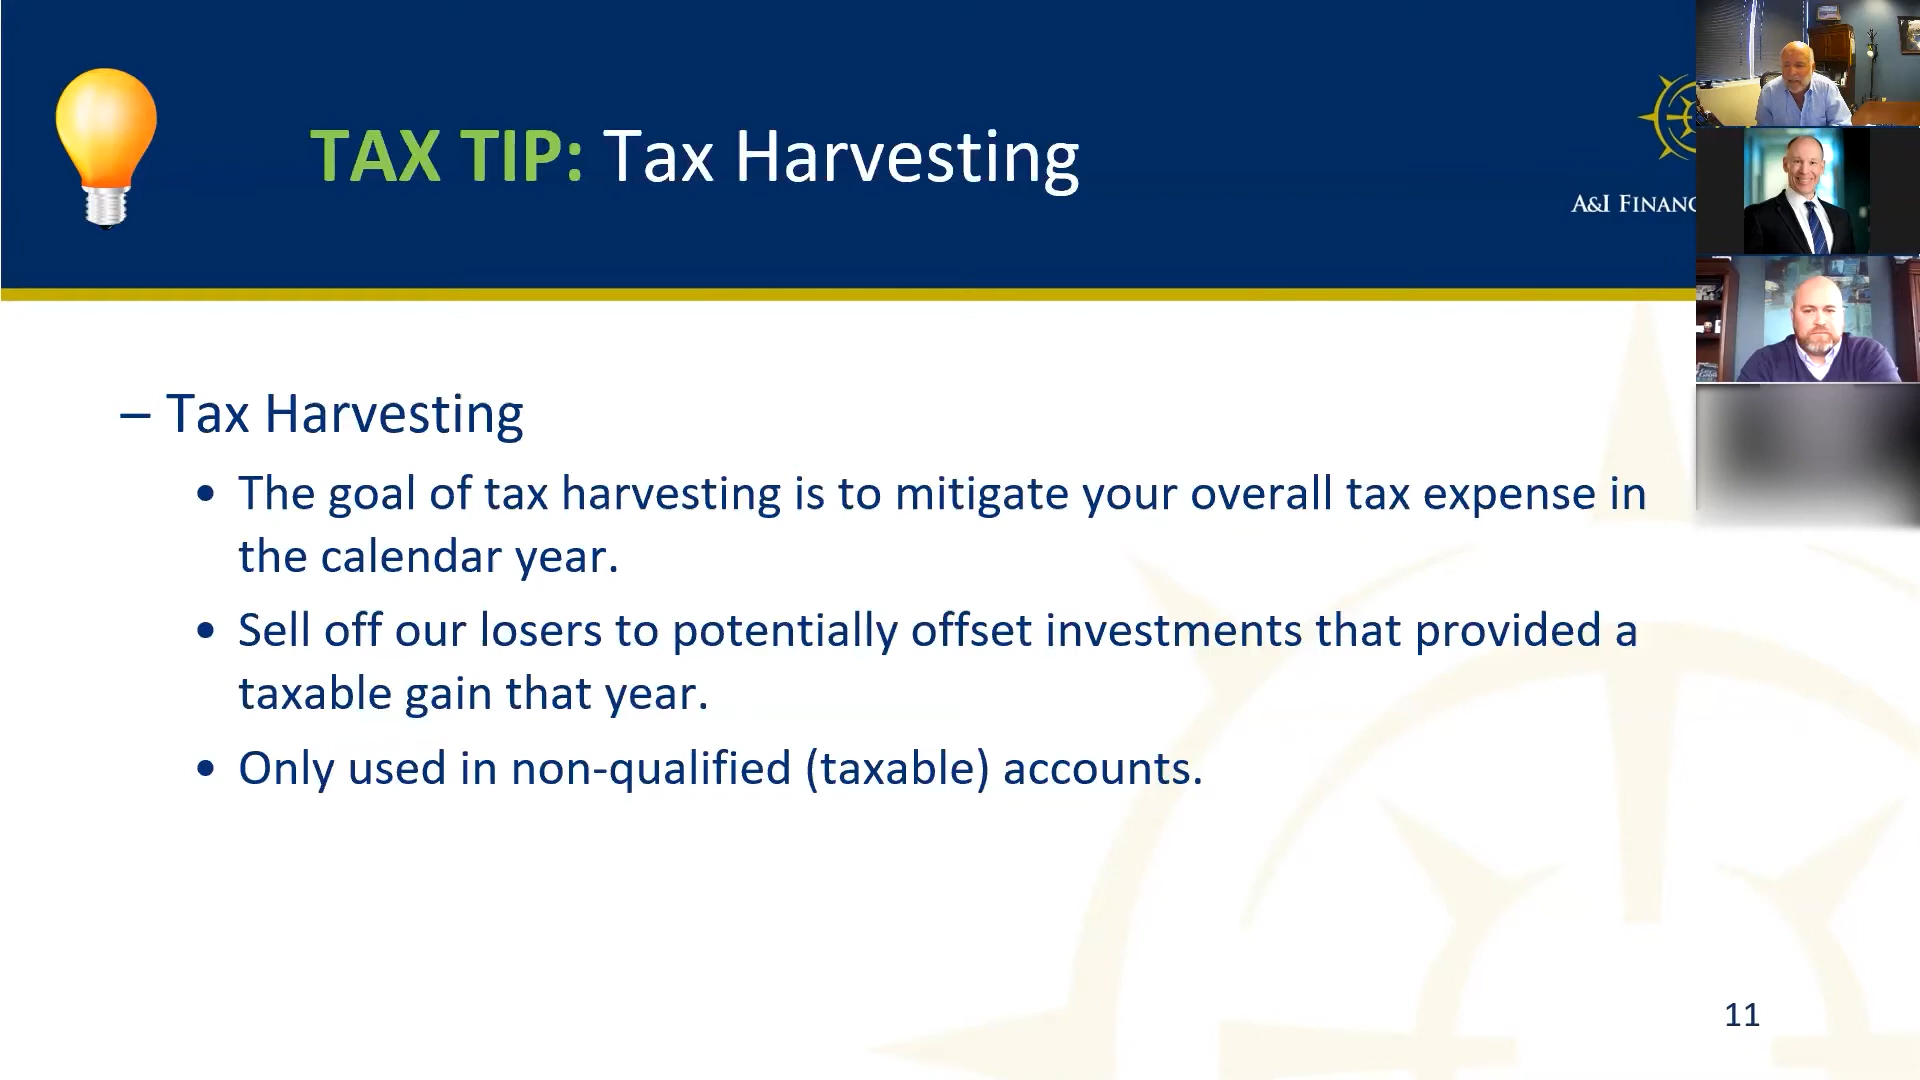 TAX TIP: Tax Harvesting
A&I
– Tax Harvesting
• The goal of tax harvesting is to mitigate your overall tax expense in
the calendar year.
• Sell off our losers to potentially offset investments that provided a
taxable gain that year.
• Only used in non-qualified (taxable) accounts.
11